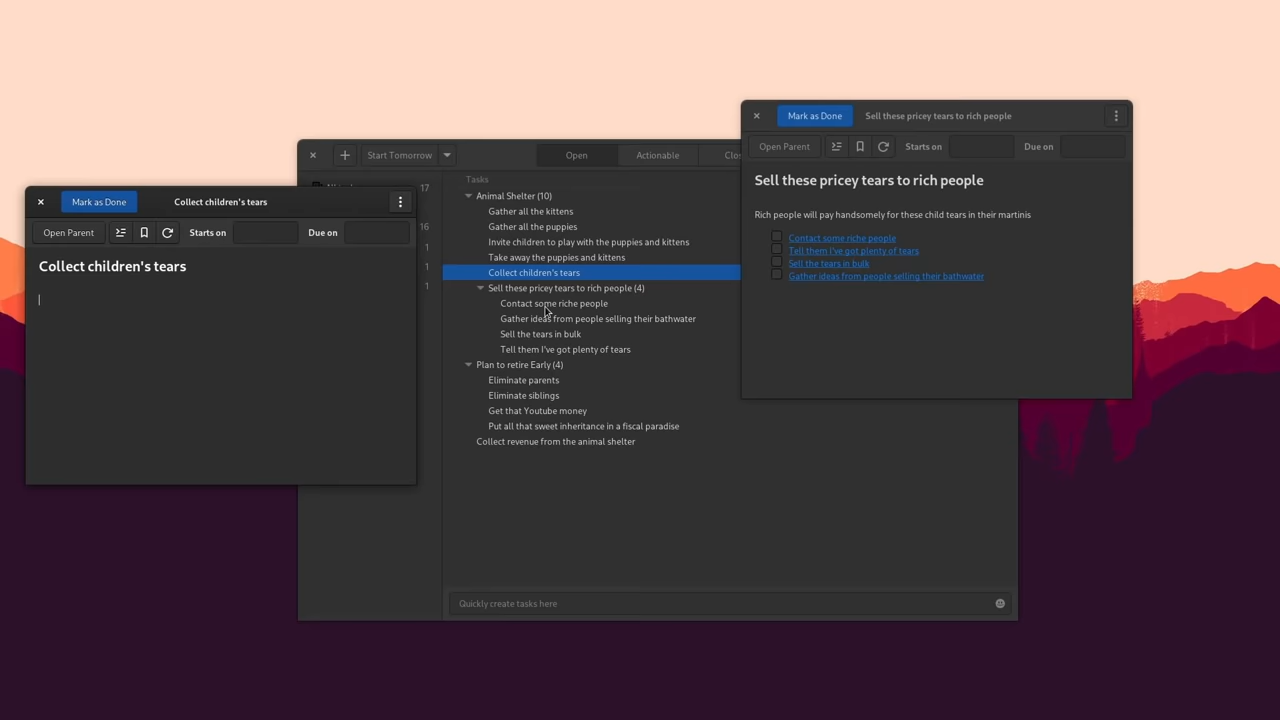 Mark as Done
Collect children's tears
Open Parent
Starts on
Due on
Collect children's tears
Start Tomorrow
Open
Actionable
17
16
1
1
1
Tasks
Animal Shelter (10)
Gather all the kittens
Gather all the puppies
Invite children to play with the puppies and kittens
Take away the puppies and kittens
Collect children's tears
Sell these pricey tears to rich people (4)
Contact some riche people
Gather ideas from people selling their bathwater
Sell the tears in bulk
Tell them I've got plenty of tears
Plan to retire Early (4)
Eliminate parents
Eliminate siblings
Get that Youtube money
Put all that sweet inheritance in a fiscal paradise
Collect revenue from the animal shelter
Quickly create tasks here
Mark as Done
Sell these pricey tears to rich people
Open Parent
Starts on
Due on
Sell these pricey tears to rich people
Rich people will pay handsomely for these child tears in their martinis
Contact some riche people
Tell them I've got plenty of tears
Sell the tears in bulk
Gather ideas from people selling their bathwater